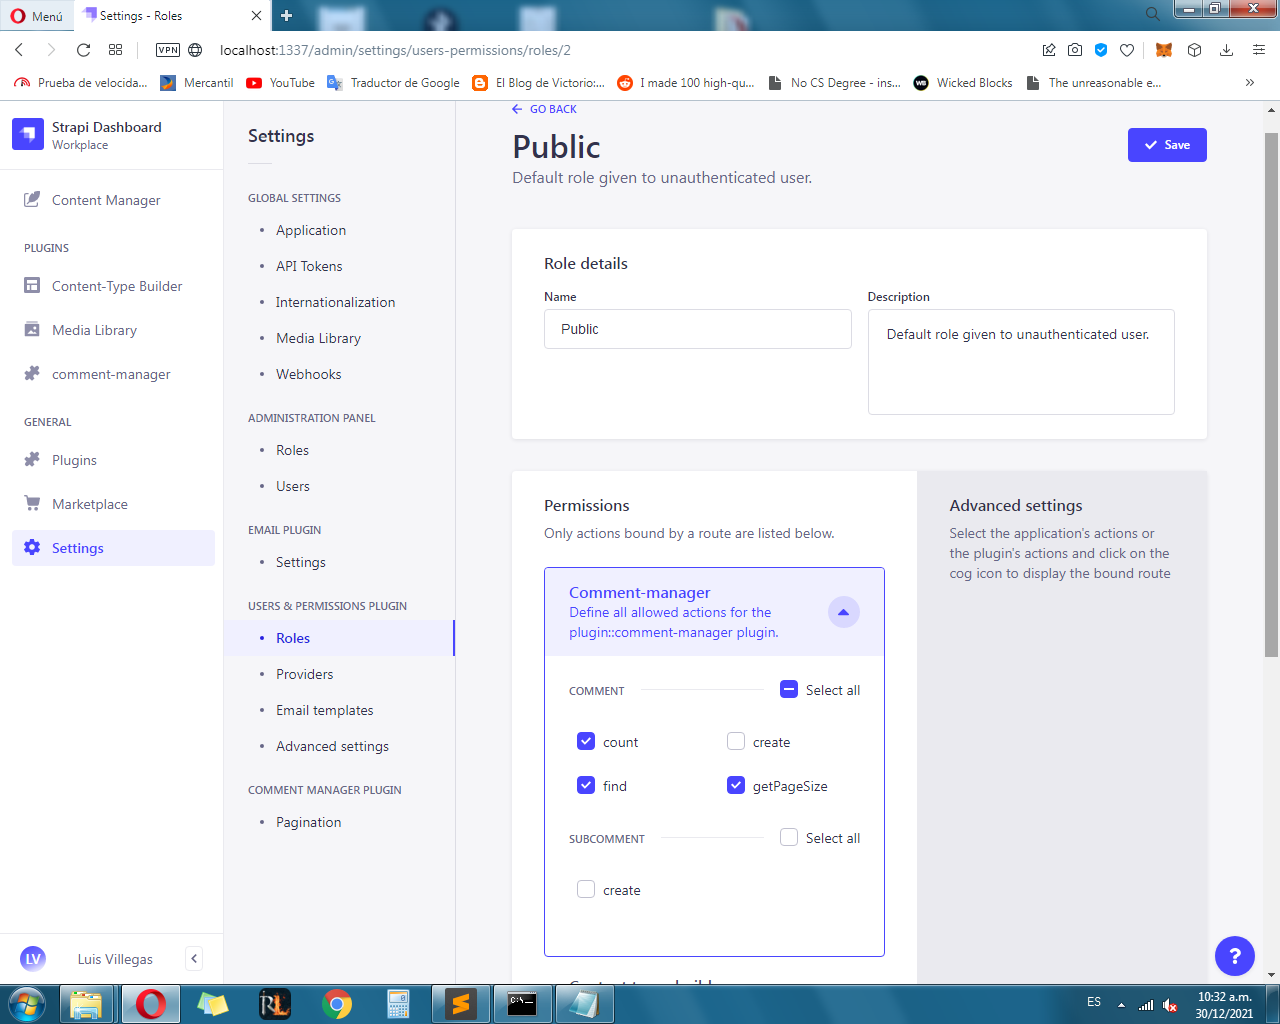 Menú
Settings - Roles
VPN
localhost:1337/admin/settings/users-permissions/roles/2
Prueba de velocida...
Mercantil
YouTube
Traductor de Google
El Blog de Victorio:...
I made 100 high-qu...
No CS Degree - ins...
Wicked Blocks
The unreasonable e...
Strapi Dashboard
Workplace
Content Manager
PLUGINS
Content-Type Builder
Media Library
comment-manager
GENERAL
Plugins
Marketplace
Settings
LV
Luis Villegas
Settings
GLOBAL SETTINGS
Application
API Tokens
Internationalization
Media Library
Webhooks
ADMINISTRATION PANEL
Roles
Users
EMAIL PLUGIN
Settings
USERS & PERMISSIONS PLUGIN
Roles
Providers
Email templates
Advanced settings
COMMENT MANAGER PLUGIN
Pagination
GO BACK
Public
Default role given to unauthenticated user.
Save
Role details
Name
Public
Description
Default role given to unauthenticated user.
Permissions
Only actions bound by a route are listed below.
Comment-manager
Define all allowed actions for the
plugin::comment-manager plugin.
COMMENT
Select all
count
create
find
getPageSize
SUBCOMMENT
Select all
create
Advanced settings
Select the application's actions or
the plugin's actions and click on the
cog icon to display the bound route
?
RL
C:\_
ES
10:32 a.m.
30/12/2021